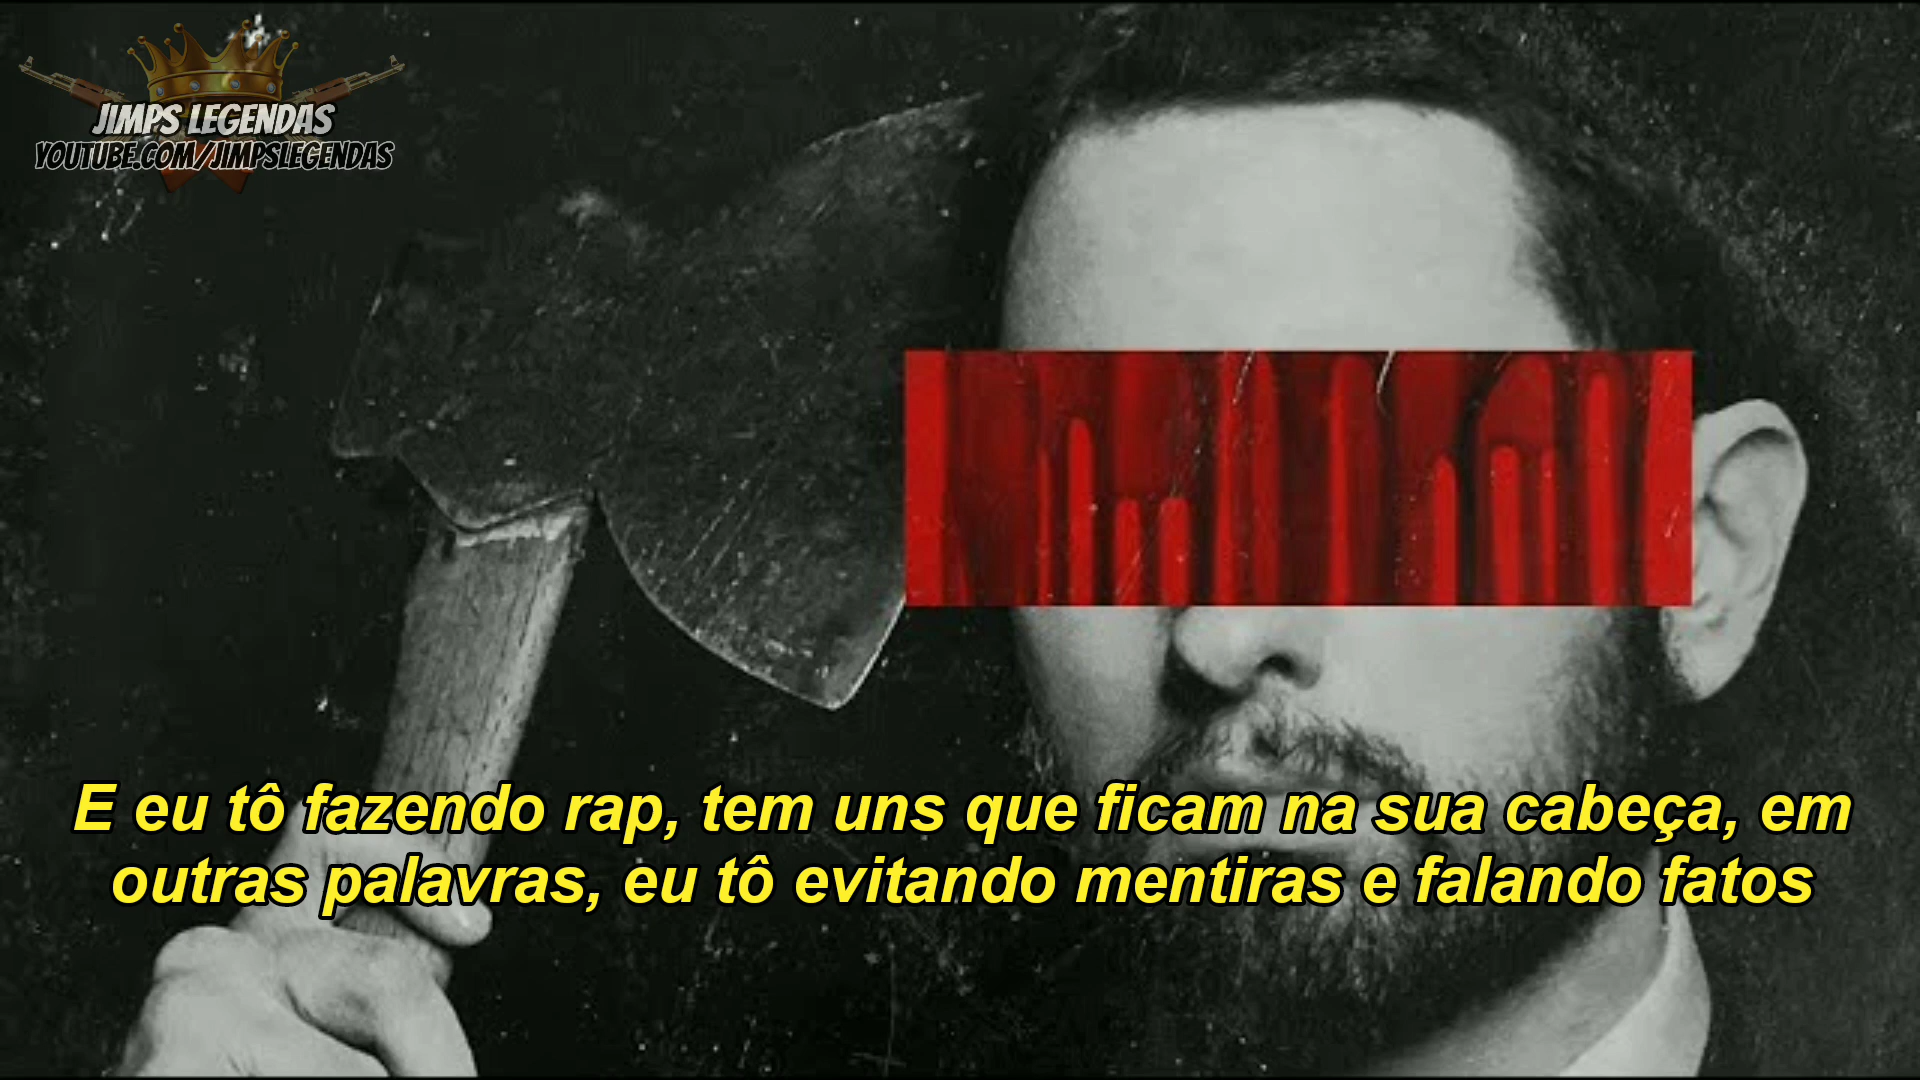 JIMPS LEGENDAS
YOUTUBE.COM/JIMPSLEGENDAS
E eu tô fazendo rap, tem uns que ficam na sua cabeça, em
outras palavras, eu tô evitando mentiras e falando fatos